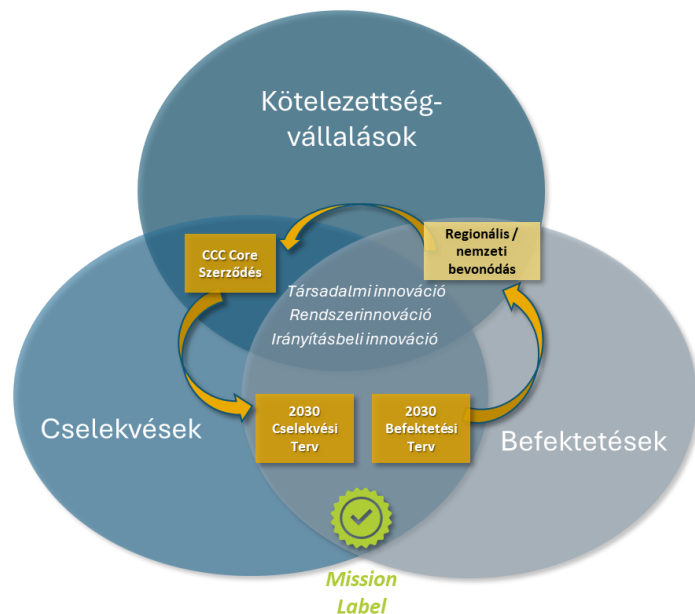 Kötelezettség-
vállalások
CCC Core
Szerződés
Regionális /
nemzeti
bevonódás
Társadalmi innováció
Rendszerinnováció
Irányításbeli innováció
Cselekvések
2030
Cselekvési
Terv
2030
Befektetési
Terv
Befektetések
Mission
Label